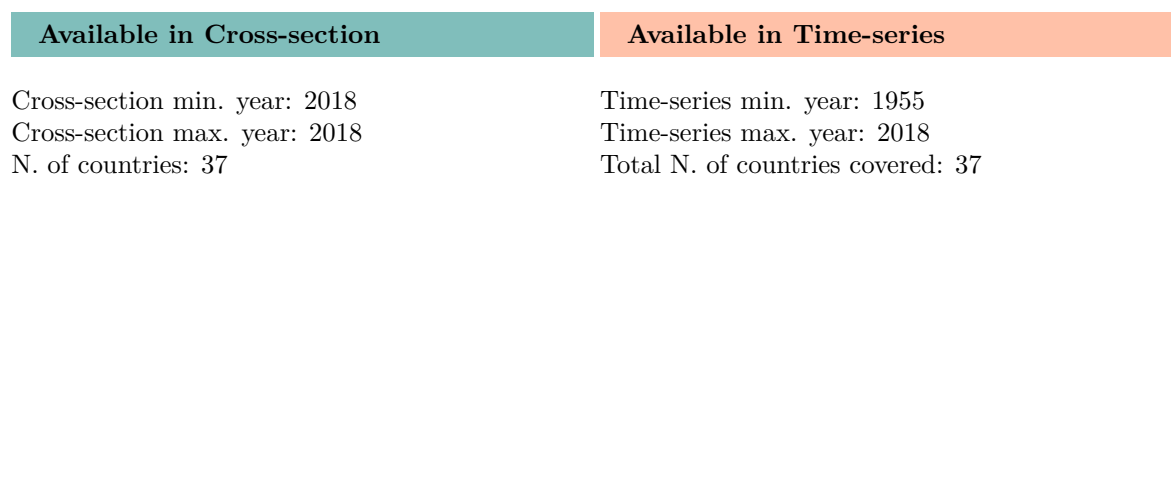 Available in Cross-section
Cross-section min. year: 2018
Cross-section max. year: 2018
N. of countries: 37
Available in Time-series
Time-series min. year: 1955
Time-series max. year: 2018
Total N. of countries covered: 37